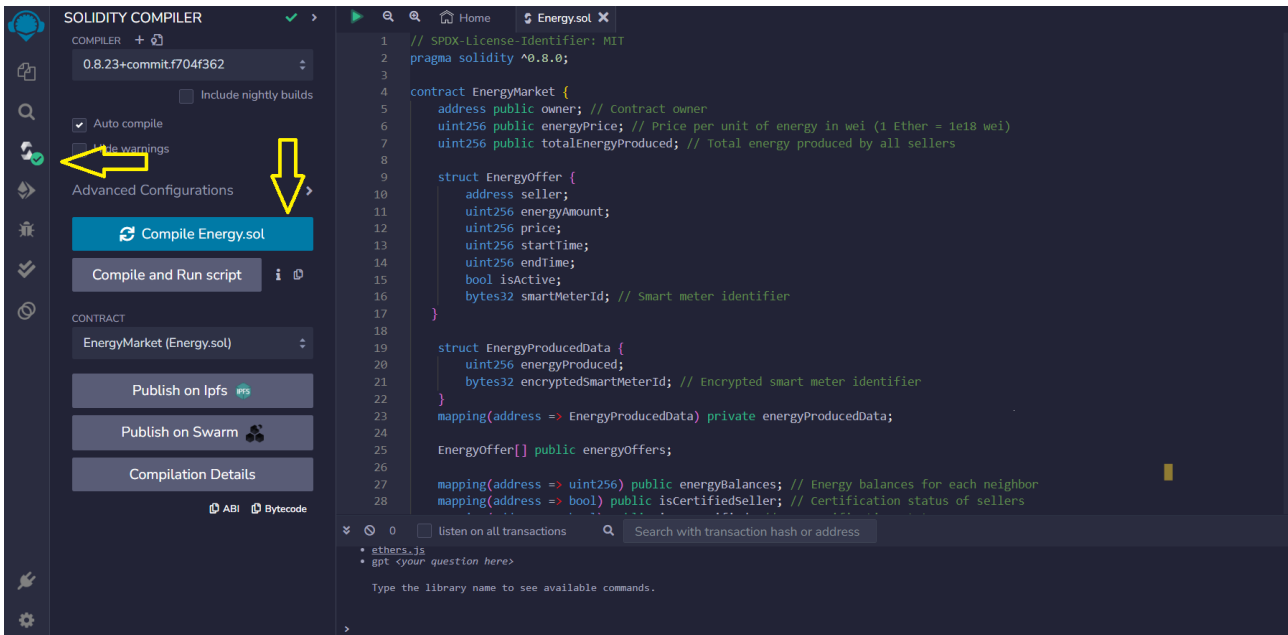 SOLIDITY COMPILER
COMPILER
0.8.23+commit.f704f362
Include nightly builds
Auto compile
Hide warnings
Advanced Configurations
Compile Energy.sol
Compile and Run script
CONTRACT
EnergyMarket (Energy.sol)
Publish on Ipfs IPFS
Publish on Swarm
Compilation Details
ABI Bytecode
Home Energy.sol
1 // SPDX-License-Identifier: MIT
2 pragma solidity ^0.8.0;
3
4 contract EnergyMarket {
5 address public owner; // Contract owner
6 uint256 public energyPrice; // Price per unit of energy in wei (1 Ether = 1e18 wei)
7 uint256 public totalEnergyProduced; // Total energy produced by all sellers
8
9 struct EnergyOffer {
10 address seller;
11 uint256 energyAmount;
12 uint256 price;
13 uint256 startTime;
14 uint256 endTime;
15 bool isActive;
16 bytes32 smartMeterId; // Smart meter identifier
17 }
18
19 struct EnergyProducedData {
20 uint256 energyProduced;
21 bytes32 encryptedSmartMeterId; // Encrypted smart meter identifier
22 }
23 mapping(address => EnergyProducedData) private energyProducedData;
24
25 EnergyOffer[] public energyOffers;
26
27 mapping(address => uint256) public energyBalances; // Energy balances for each neighbor
28 mapping(address => bool) public isCertifiedSeller; // Certification status of sellers
0 listen on all transactions Search with transaction hash or address
• ethers.js
• gpt <your question here>
Type the library name to see available commands.
>